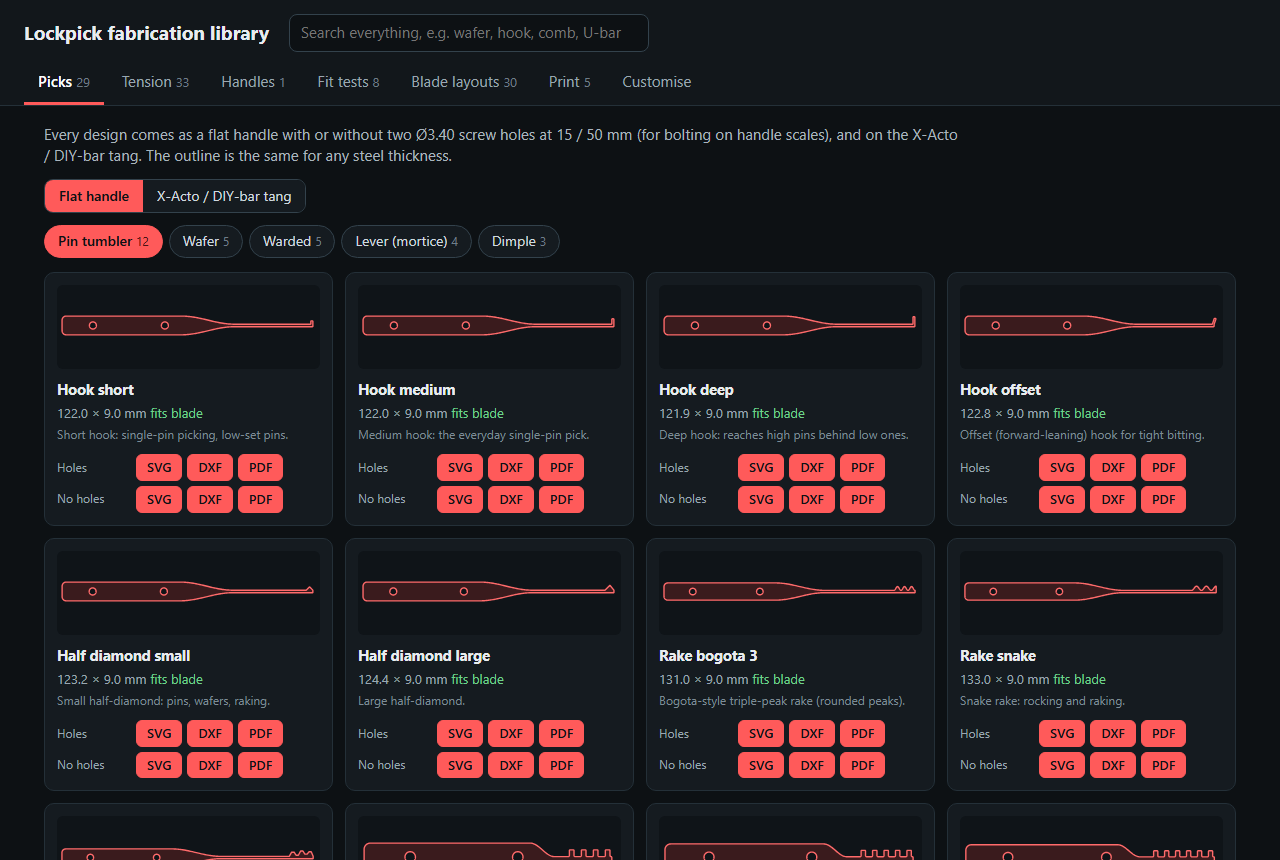 Lockpick fabrication library
Search everything, e.g. wafer, hook, comb, U-bar
Picks 29 Tension 33 Handles 1 Fit tests 8 Blade layouts 30 Print 5 Customise
Every design comes as a flat handle with or without two Ø3.40 screw holes at 15 / 50 mm (for bolting on handle scales), and on the X-Acto
/ DIY-bar tang. The outline is the same for any steel thickness.
Flat handle X-Acto / DIY-bar tang
Pin tumbler 12 Wafer 5 Warded 5 Lever (mortice) 4 Dimple 3
Hook short
122.0 × 9.0 mm fits blade
Short hook: single-pin picking, low-set pins.
Holes SVG DXF PDF
No holes SVG DXF PDF
Hook medium
122.0 × 9.0 mm fits blade
Medium hook: the everyday single-pin pick.
Holes SVG DXF PDF
No holes SVG DXF PDF
Hook deep
121.9 × 9.0 mm fits blade
Deep hook: reaches high pins behind low ones.
Holes SVG DXF PDF
No holes SVG DXF PDF
Hook offset
122.8 × 9.0 mm fits blade
Offset (forward-leaning) hook for tight bitting.
Holes SVG DXF PDF
No holes SVG DXF PDF
Half diamond small
123.2 × 9.0 mm fits blade
Small half-diamond: pins, wafers, raking.
Holes SVG DXF PDF
No holes SVG DXF PDF
Half diamond large
124.4 × 9.0 mm fits blade
Large half-diamond.
Holes SVG DXF PDF
No holes SVG DXF PDF
Rake bogota 3
131.0 × 9.0 mm fits blade
Bogota-style triple-peak rake (rounded peaks).
Holes SVG DXF PDF
No holes SVG DXF PDF
Rake snake
133.0 × 9.0 mm fits blade
Snake rake: rocking and raking.
Holes SVG DXF PDF
No holes SVG DXF PDF